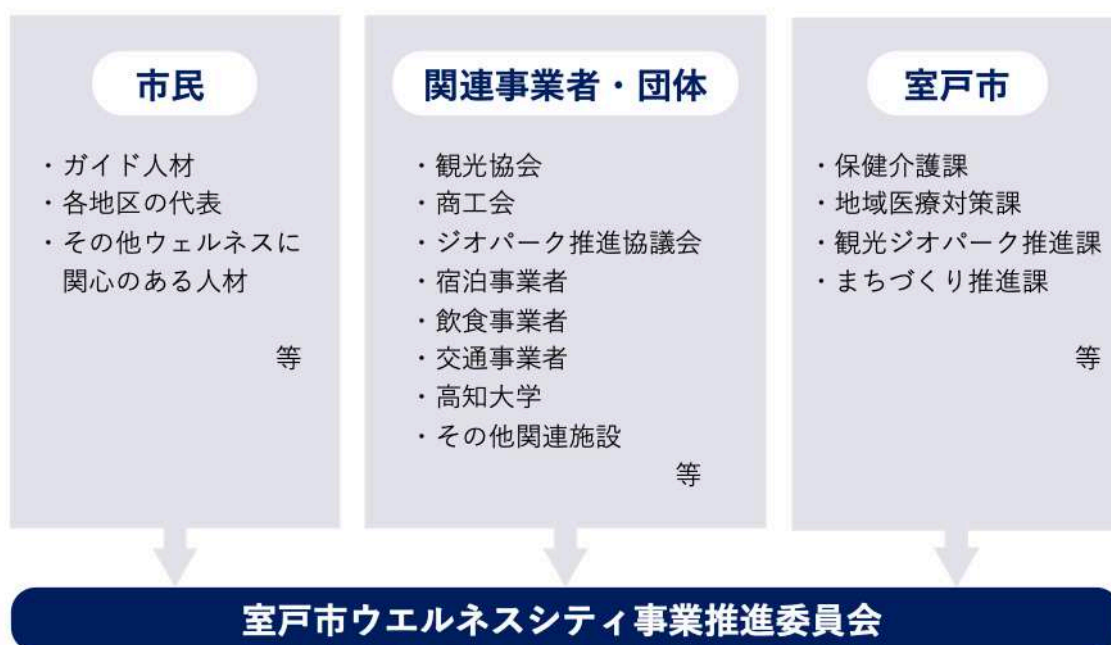 市民
・ガイド人材
・各地区の代表
・その他ウェルネスに
関心のある人材
等
関連事業者・団体
・観光協会
・商工会
・ジオパーク推進協議会
・宿泊事業者
・飲食事業者
・交通事業者
・高知大学
・その他関連施設
等
室戸市
・保健介護課
・地域医療対策課
・観光ジオパーク推進課
・まちづくり推進課
等
室戸市ウエルネスシティ事業推進委員会